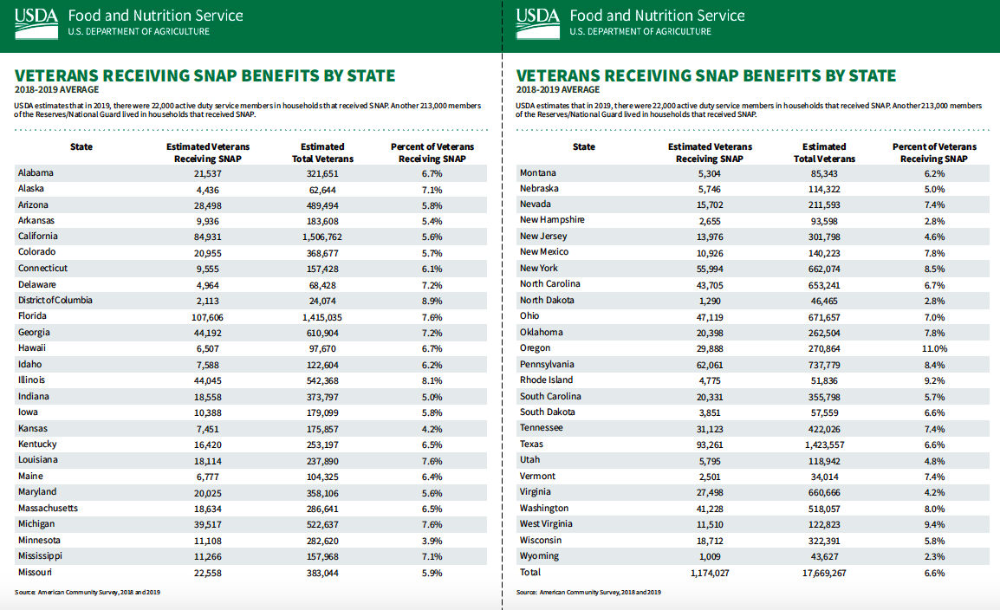 USDA Food and Nutrition Service
U.S. DEPARTMENT OF AGRICULTURE
VETERANS RECEIVING SNAP BENEFITS BY STATE
2018-2019 AVERAGE
USDA estimates that in 2019, there were 22,000 active duty service members in households that received SNAP. Another 213,000 members
of the Reserves/National Guard lived in households that received SNAP.
State Estimated Veterans Receiving SNAP Estimated Total Veterans Percent of Veterans Receiving SNAP
Alabama 21,537 321,651 6.7%
Alaska 4,436 62,644 7.1%
Arizona 28,498 489,494 5.8%
Arkansas 9,936 183,608 5.4%
California 84,931 1,506,762 5.6%
Colorado 20,955 368,677 5.7%
Connecticut 9,555 157,428 6.1%
Delaware 4,964 68,428 7.2%
District of Columbia 2,113 24,074 8.9%
Florida 107,606 1,415,035 7.6%
Georgia 44,192 610,904 7.2%
Hawaii 6,507 97,670 6.7%
Idaho 7,588 122,604 6.2%
Illinois 44,045 542,368 8.1%
Indiana 18,558 373,797 5.0%
Iowa 10,388 179,099 5.8%
Kansas 7,451 175,857 4.2%
Kentucky 16,420 253,197 6.5%
Louisiana 18,114 237,890 7.6%
Maine 6,777 104,325 6.4%
Maryland 20,025 358,106 5.6%
Massachusetts 18,634 286,641 6.5%
Michigan 39,517 522,637 7.6%
Minnesota 11,108 282,620 3.9%
Mississippi 11,266 157,968 7.1%
Missouri 22,558 383,044 5.9%
Source: American Community Survey, 2018 and 2019
USDA Food and Nutrition Service
U.S. DEPARTMENT OF AGRICULTURE
VETERANS RECEIVING SNAP BENEFITS BY STATE
2018-2019 AVERAGE
USDA estimates that in 2019, there were 22,000 active duty service members in households that received SNAP. Another 213,000 members
of the Reserves/National Guard lived in households that received SNAP.
State Estimated Veterans Receiving SNAP Estimated Total Veterans Percent of Veterans Receiving SNAP
Montana 5,304 85,343 6.2%
Nebraska 5,746 114,322 5.0%
Nevada 15,702 211,593 7.4%
New Hampshire 2,655 93,598 2.8%
New Jersey 13,976 301,798 4.6%
New Mexico 10,926 140,223 7.8%
New York 55,994 662,074 8.5%
North Carolina 43,705 653,241 6.7%
North Dakota 1,290 46,465 2.8%
Ohio 47,119 671,657 7.0%
Oklahoma 20,398 262,504 7.8%
Oregon 29,888 270,864 11.0%
Pennsylvania 62,061 737,779 8.4%
Rhode Island 4,775 51,836 9.2%
South Carolina 20,331 355,798 5.7%
South Dakota 3,851 57,559 6.6%
Tennessee 31,123 422,026 7.4%
Texas 93,261 1,423,557 6.6%
Utah 5,795 118,942 4.8%
Vermont 2,501 34,014 7.4%
Virginia 27,498 660,666 4.2%
Washington 41,228 518,057 8.0%
West Virginia 11,510 122,823 9.4%
Wisconsin 18,712 322,391 5.8%
Wyoming 1,009 43,627 2.3%
Total 1,174,027 17,669,267 6.6%
Source: American Community Survey, 2018 and 2019